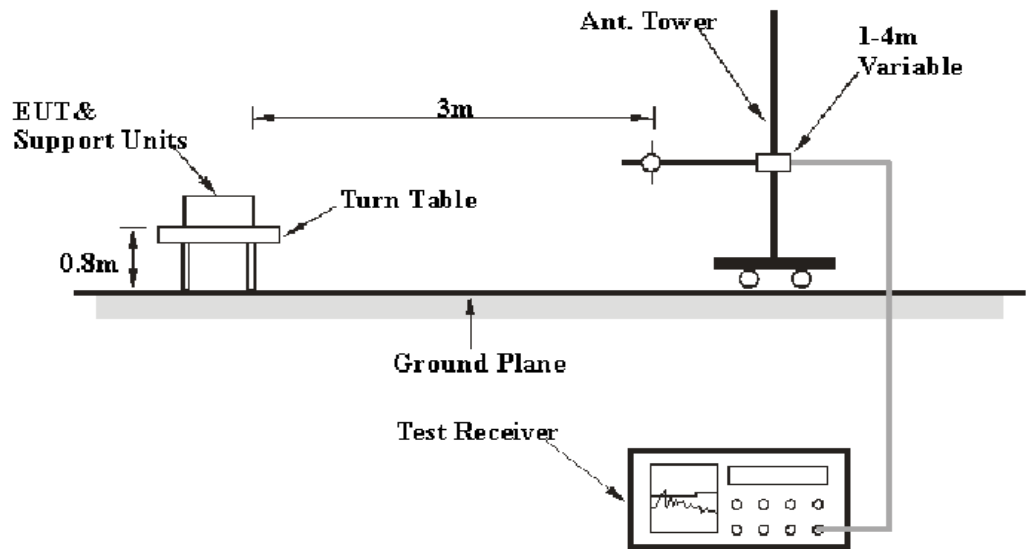 Ant. Tower
1-4m
Variable
3m
EUT&
Support Units
Turn Table
0.8m
Ground Plane
Test Receiver